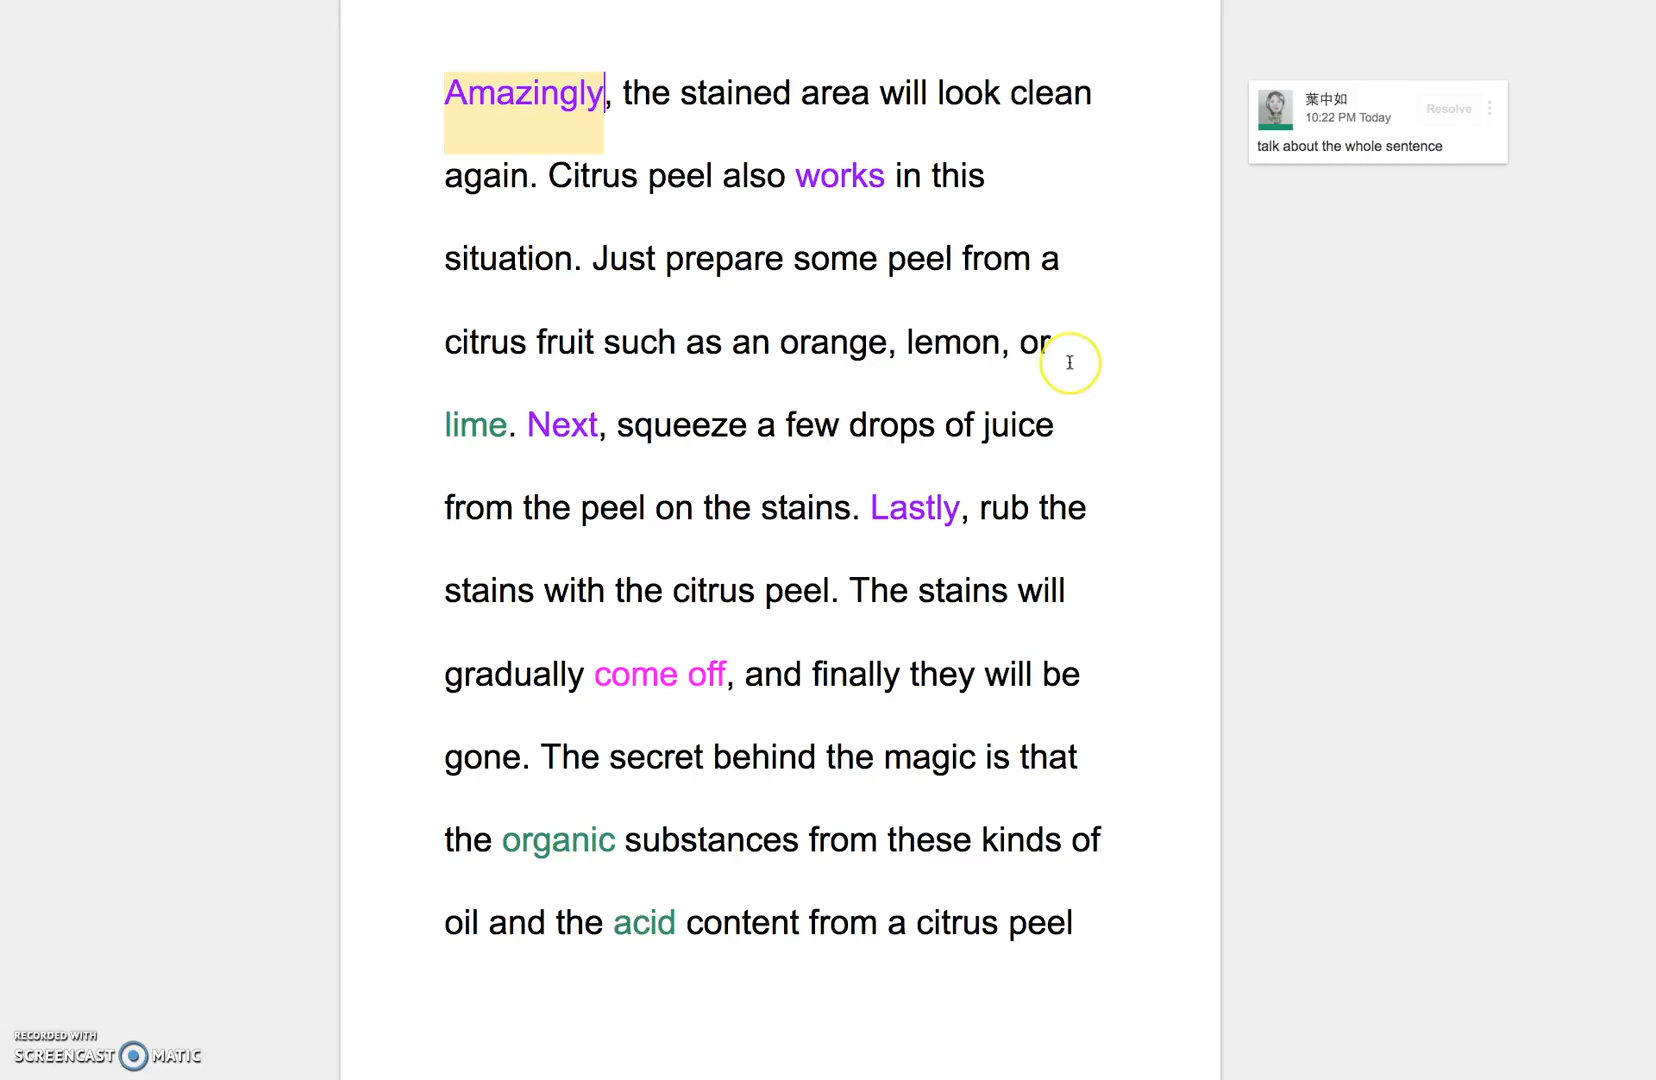 Amazingly, the stained area will look clean
again. Citrus peel also works in this
situation. Just prepare some peel from a
citrus fruit such as an orange, lemon, or
lime. Next, squeeze a few drops of juice
from the peel on the stains. Lastly, rub the
stains with the citrus peel. The stains will
gradually come off, and finally they will be
gone. The secret behind the magic is that
the organic substances from these kinds of
oil and the acid content from a citrus peel
葉中如
10:22 PM Today
Resolve
talk about the whole sentence
RECORDED WITH
SCREENCAST MATIC